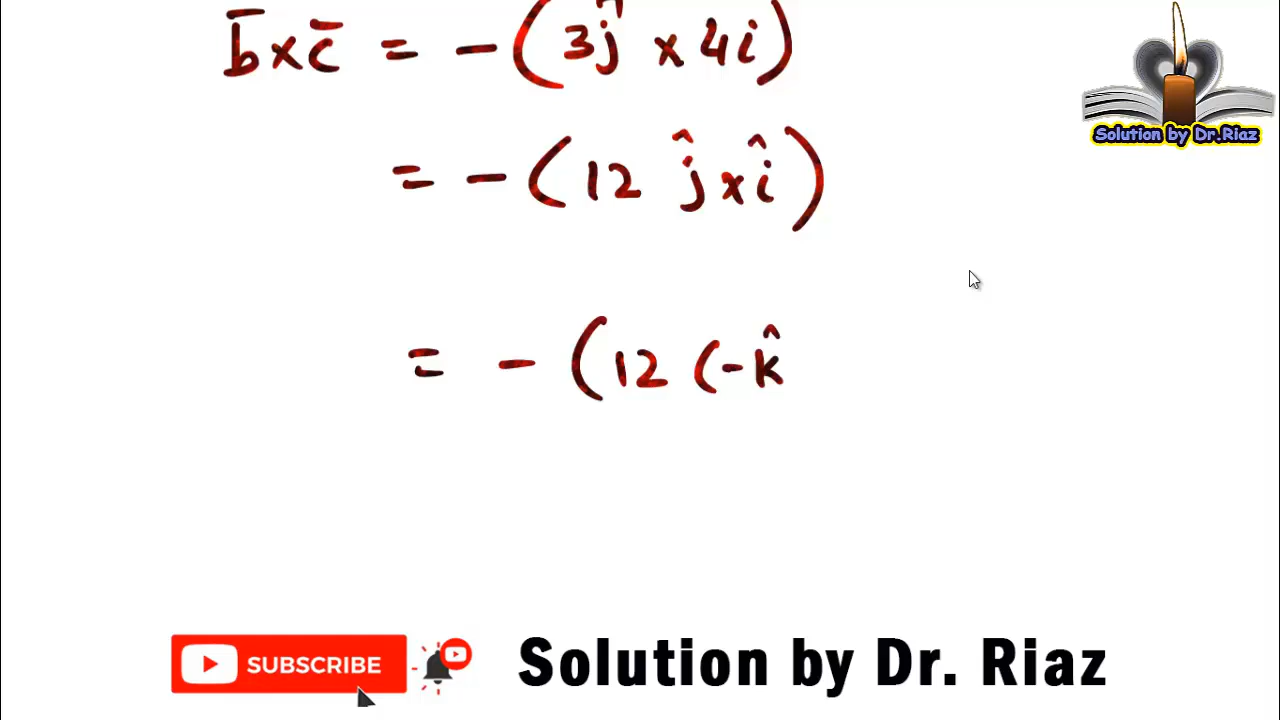 b̄ x c̄ = - ( 3ĵ x 4i )
= - ( 12 ĵ x î )
= - ( 12 ( - k̂
Solution by Dr.Riaz
SUBSCRIBE
Solution by Dr. Riaz